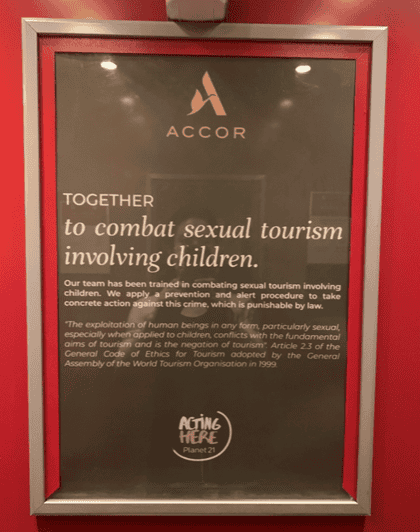 ACCOR
TOGETHER
to combat sexual tourism
involving children.
Our team has been trained in combating sexual tourism involving
children. We apply a prevention and alert procedure to take
concrete action against this crime, which is punishable by law.
"The exploitation of human beings in any form, particularly sexual,
especially when applied to children, conflicts with the fundamental
aims of tourism and is the negation of tourism". Article 2.3 of the
General Code of Ethics for Tourism adopted by the General
Assembly of the World Tourism Organisation in 1999.
ACTING
HERE
Planet 21